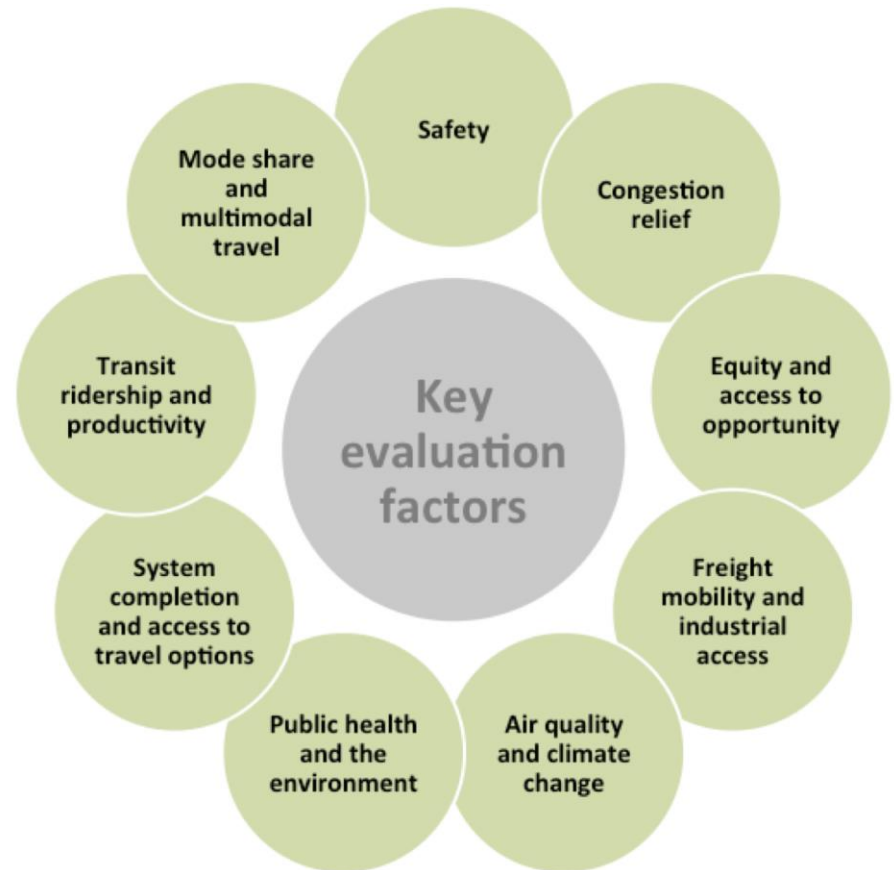 Safety
Congestion
relief
Equity and
access to
opportunity
Freight
mobility and
industrial
access
Air quality
and climate
change
Public health
and the
environment
System
completion
and access to
travel options
Transit
ridership and
productivity
Mode share
and
multimodal
travel
Key
evaluation
factors